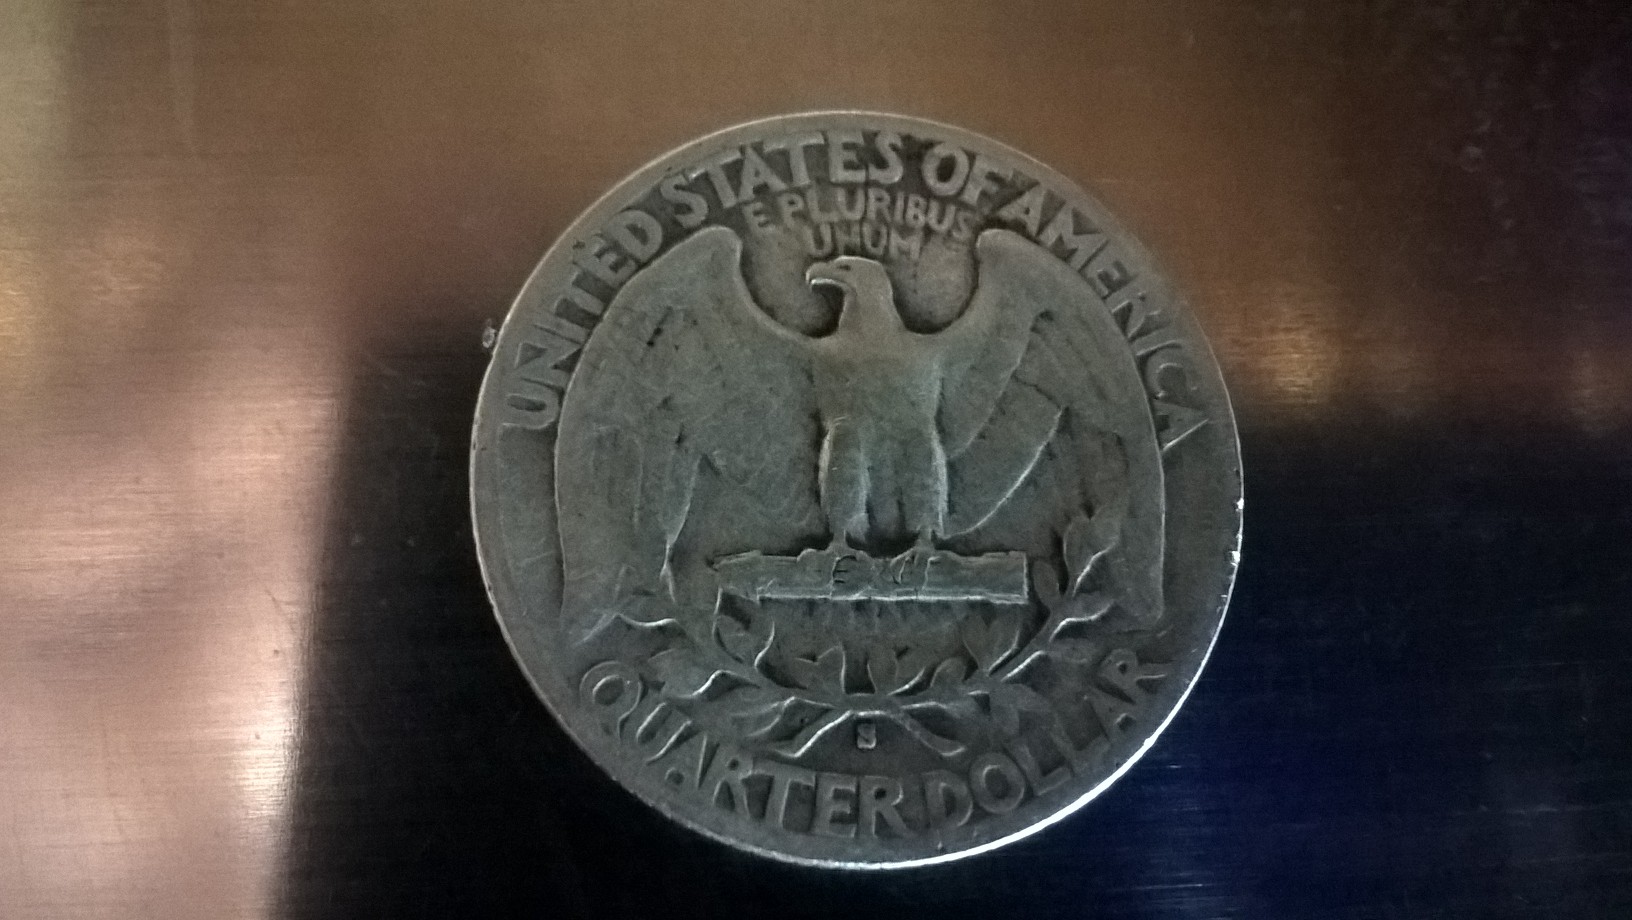 UNITED STATES OF AMERICA
E PLURIBUS
UNUM
S
QUARTER DOLLAR